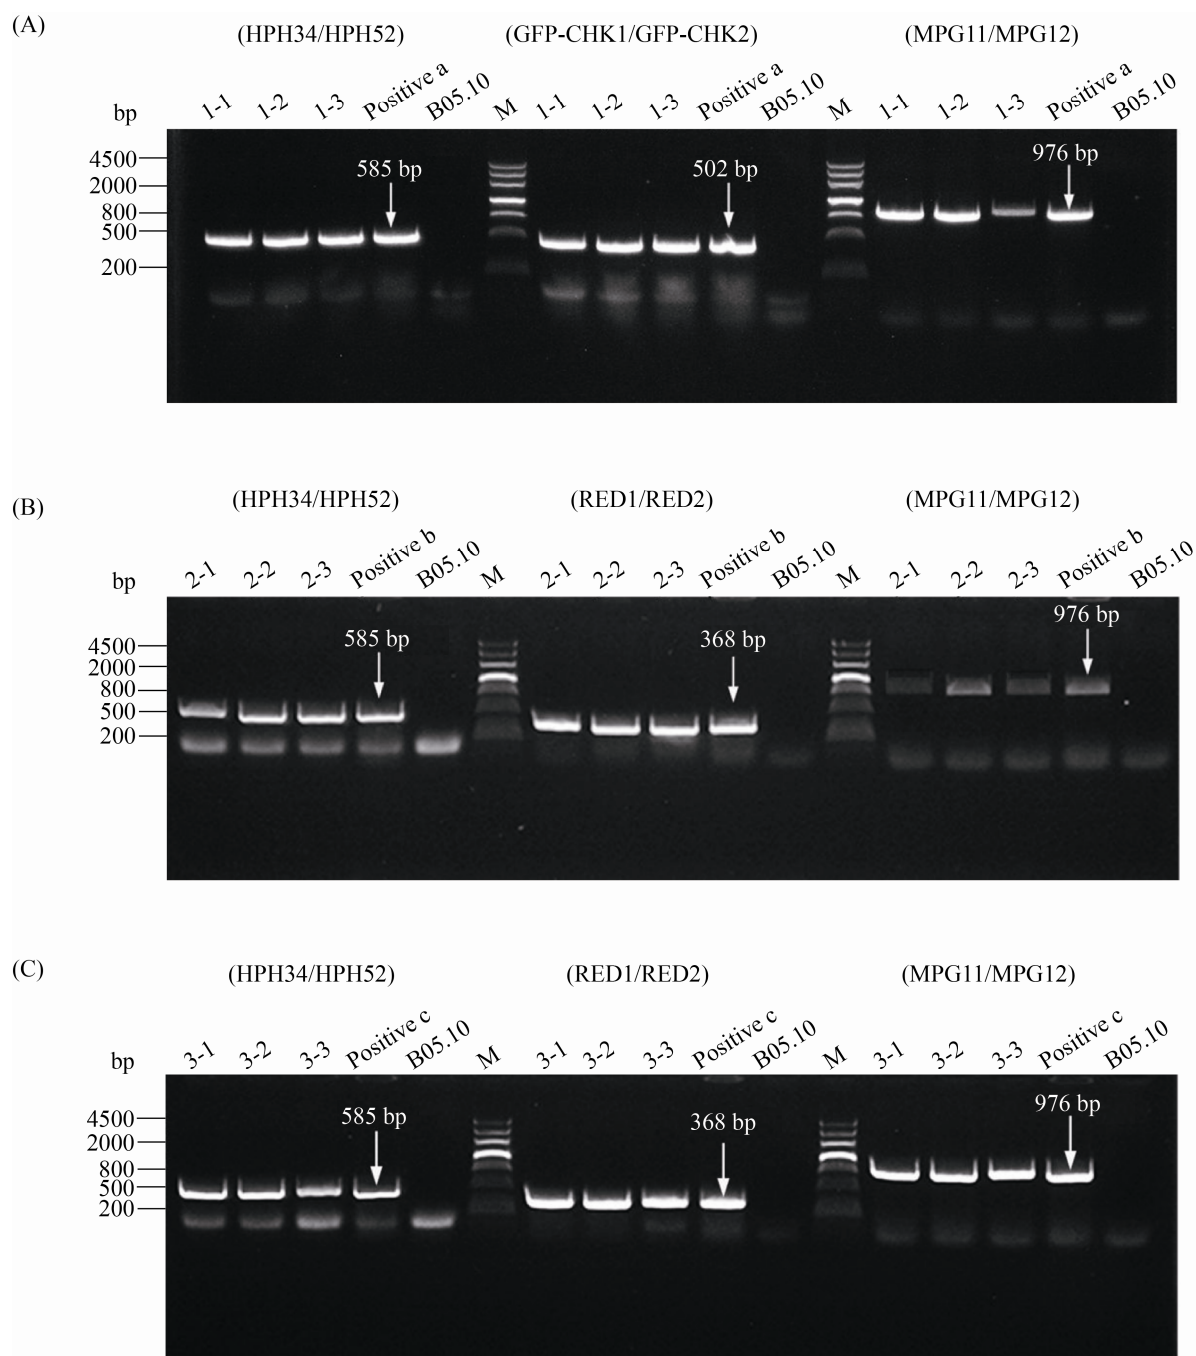 (A)
(HPH34/HPH52) (GFP-CHK1/GFP-CHK2) (MPG11/MPG12)
bp 1-1 1-2 1-3 Positive a B05.10 M 1-1 1-2 1-3 Positive a B05.10 M 1-1 1-2 1-3 Positive a B05.10
4500
2000
800
500
200
585 bp 502 bp 976 bp
(B)
(HPH34/HPH52) (RED1/RED2) (MPG11/MPG12)
bp 2-1 2-2 2-3 Positive b B05.10 M 2-1 2-2 2-3 Positive b B05.10 M 2-1 2-2 2-3 Positive b B05.10
4500
2000
800
500
200
585 bp 368 bp 976 bp
(C)
(HPH34/HPH52) (RED1/RED2) (MPG11/MPG12)
bp 3-1 3-2 3-3 Positive c B05.10 M 3-1 3-2 3-3 Positive c B05.10 M 3-1 3-2 3-3 Positive c B05.10
4500
2000
800
500
200
585 bp 368 bp 976 bp